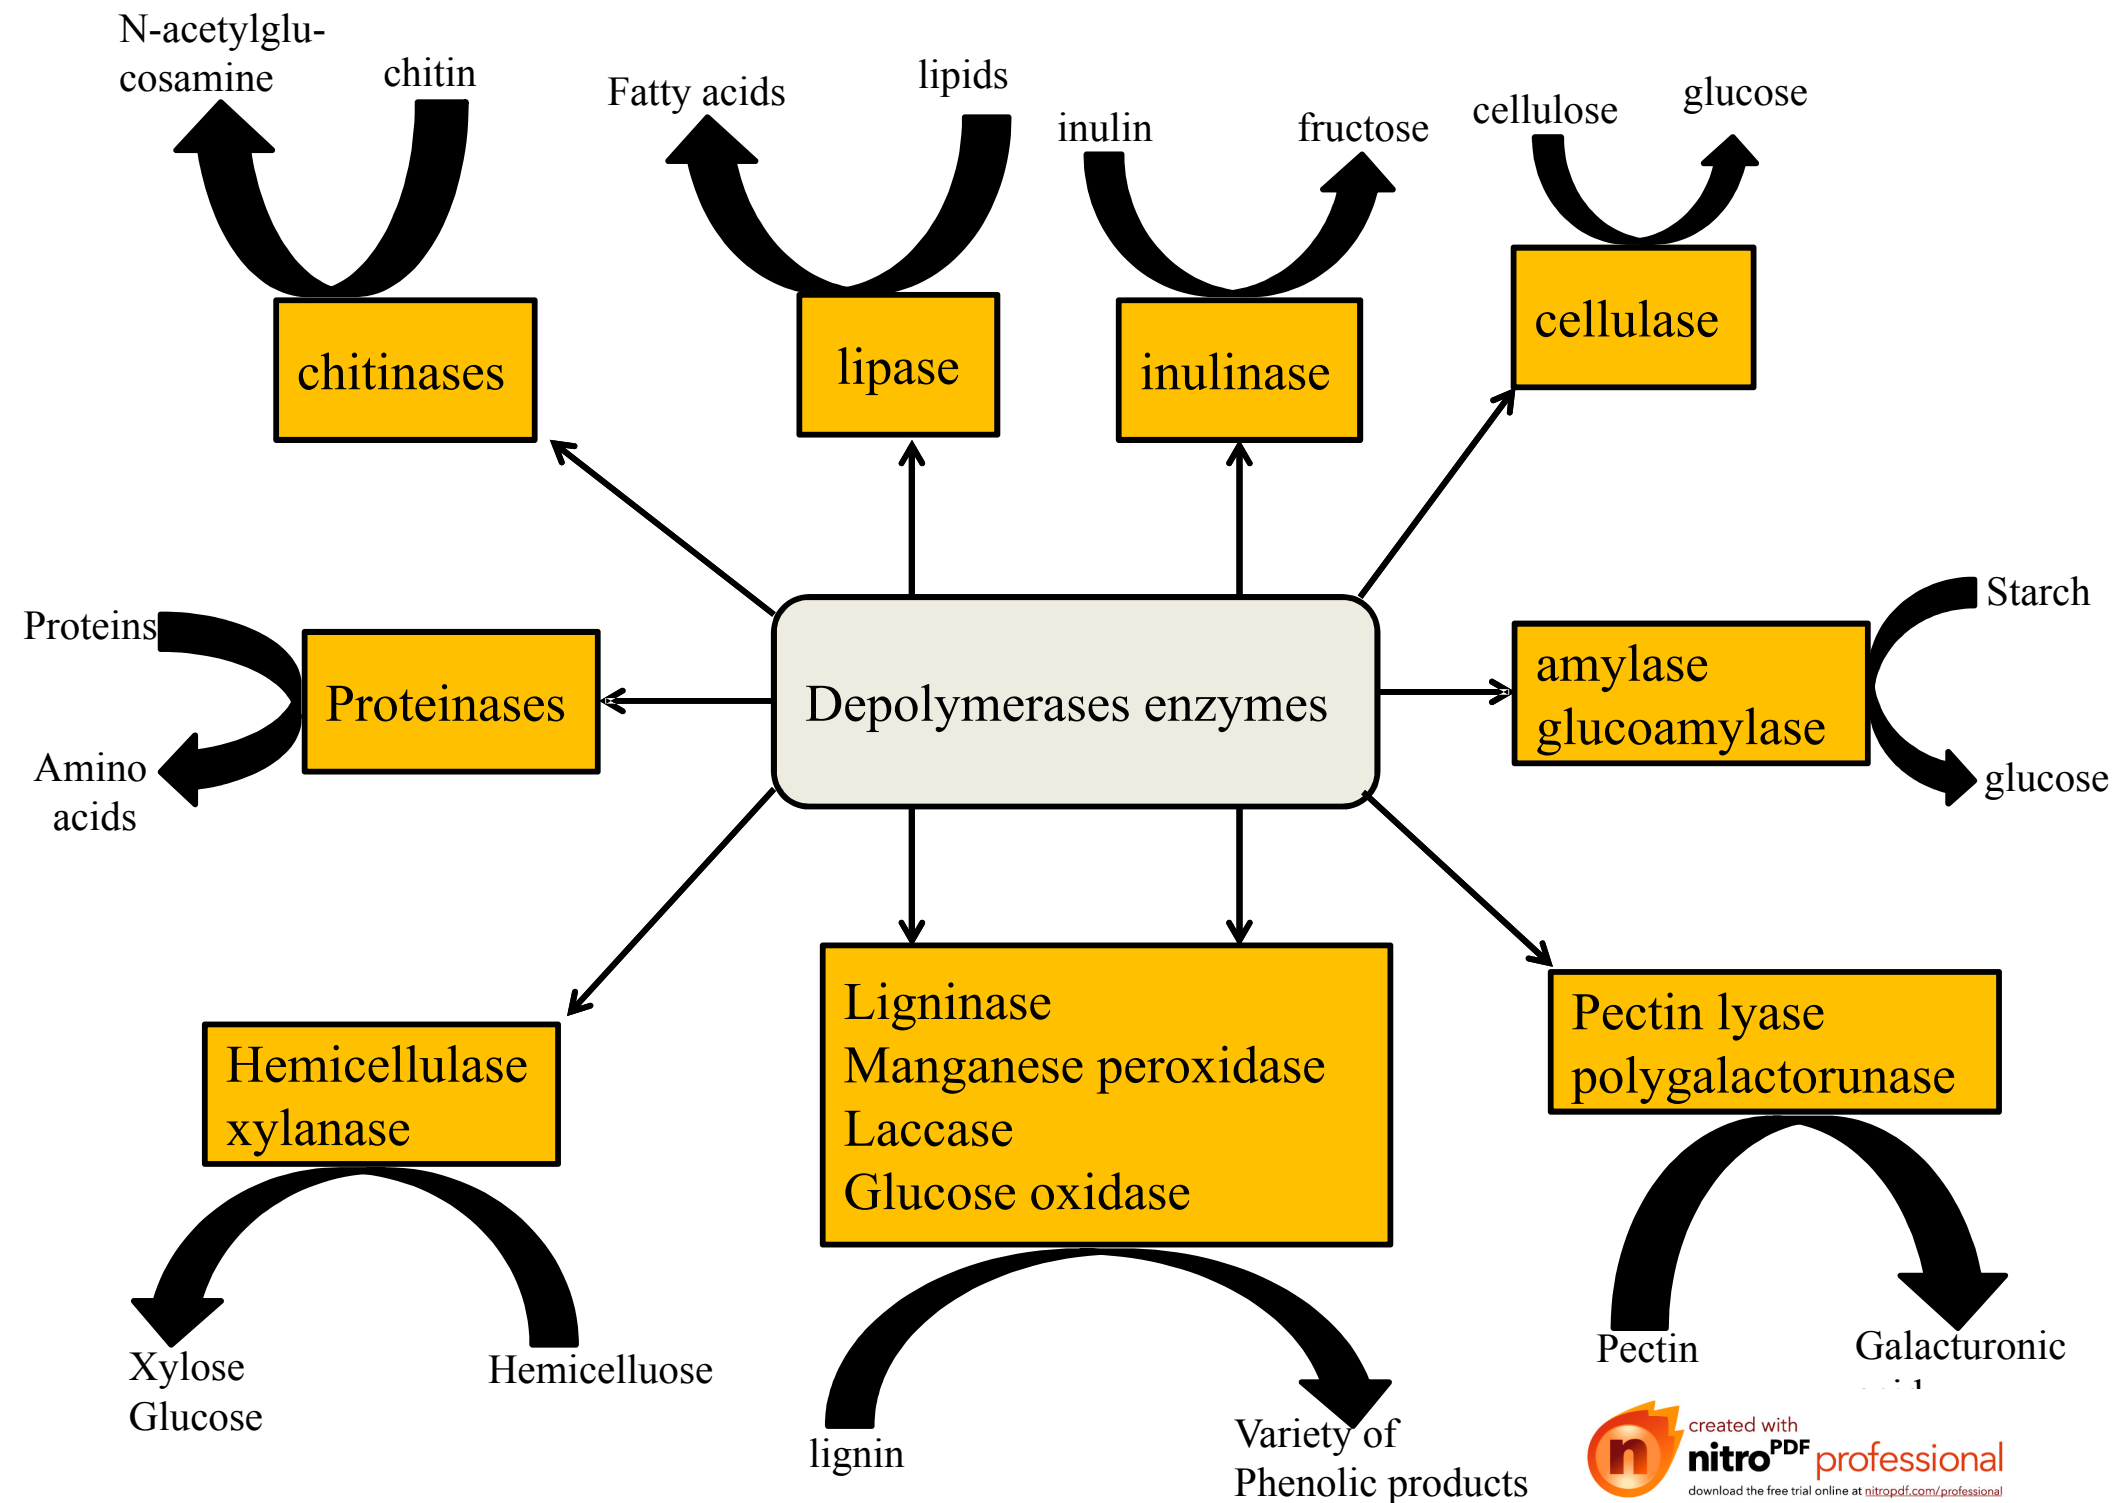 N-acetylglu-
cosamine
chitin
Fatty acids
lipids
inulin
fructose
cellulose
glucose
chitinases
lipase
inulinase
cellulase
Proteins
Amino
acids
Proteinases
Depolymerases enzymes
amylase
glucoamylase
Starch
glucose
Hemicellulase
xylanase
Ligninase
Manganese peroxidase
Laccase
Glucose oxidase
Pectin lyase
polygalactorunase
Xylose
Glucose
Hemicelluose
lignin
Variety of
Phenolic products
Pectin
Galacturonic
n
created with
nitroPDF professional
download the free trial online at nitropdf.com/professional